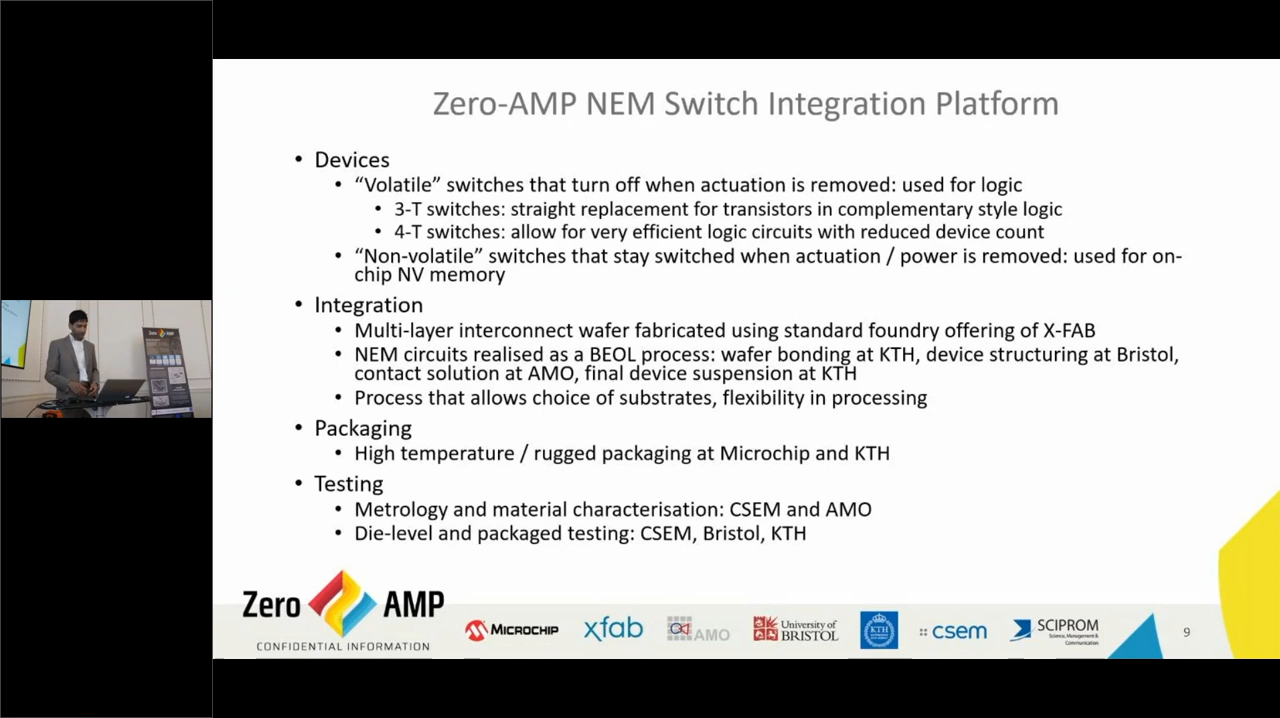 Zero-AMP NEM Switch Integration Platform
• Devices
• “Volatile” switches that turn off when actuation is removed: used for logic
• 3-T switches: straight replacement for transistors in complementary style logic
• 4-T switches: allow for very efficient logic circuits with reduced device count
• “Non-volatile” switches that stay switched when actuation / power is removed: used for on-
chip NV memory
• Integration
• Multi-layer interconnect wafer fabricated using standard foundry offering of X-FAB
• NEM circuits realised as a BEOL process: wafer bonding at KTH, device structuring at Bristol,
contact solution at AMO, final device suspension at KTH
• Process that allows choice of substrates, flexibility in processing
• Packaging
• High temperature / rugged packaging at Microchip and KTH
• Testing
• Metrology and material characterisation: CSEM and AMO
• Die-level and packaged testing: CSEM, Bristol, KTH
Zero AMP
CONFIDENTIAL INFORMATION
MICROCHIP
xfab
AMO
University of
BRISTOL
KTH
csem
SCIPROM
Science, Management &
Communication
9
Zero AMP